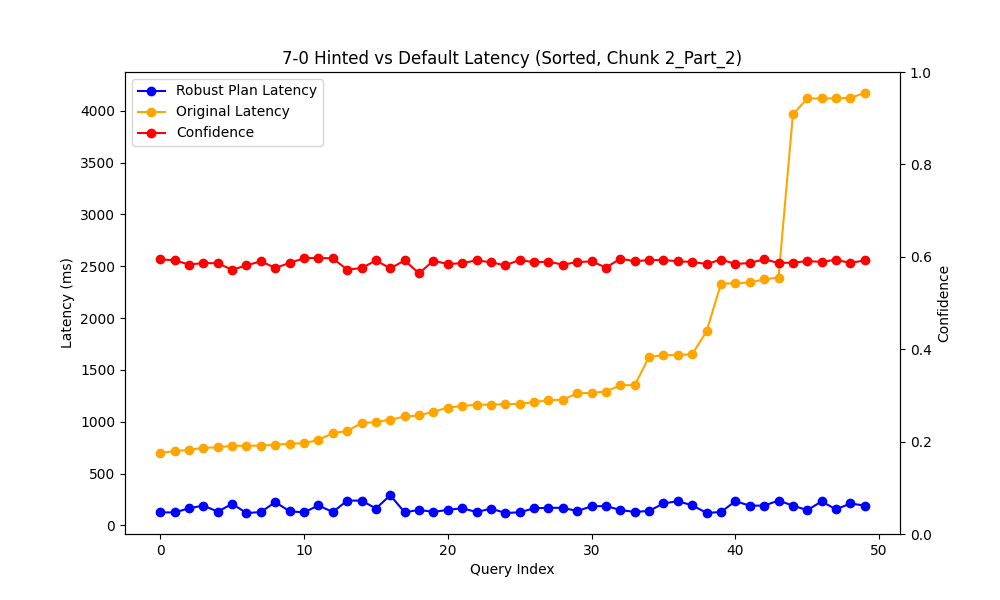 7-0 Hinted vs Default Latency (Sorted, Chunk 2_Part_2)
Robust Plan Latency
Original Latency
Confidence
4000
3500
3000
2500
2000
1500
1000
500
0
Latency (ms)
1.0
0.8
0.6
0.4
0.2
0.0
Confidence
0 10 20 30 40 50
Query Index